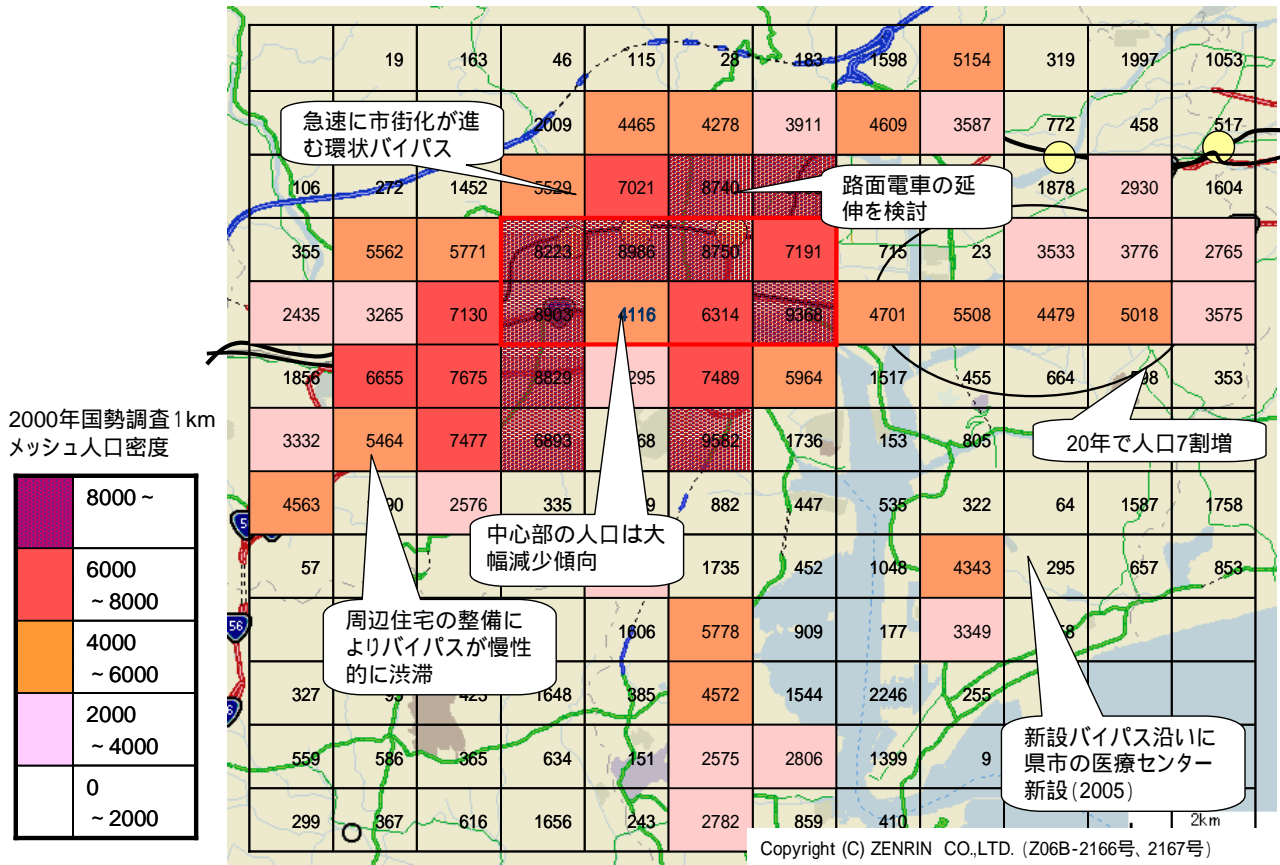 19 163 46 115 28 183 1598 5154 319 1997 1053
急速に市街化が進
む環状バイパス
2009 4465 4278 3911 4609 3587 772 458 517
106 272 1452 5529 7021 8740 1878 2930 1604
路面電車の延
伸を検討
355 5562 5771 8223 8986 8750 7191 715 23 3533 3776 2765
2435 3265 7130 8903 4116 6314 9368 4701 5508 4479 5018 3575
1856 6655 7675 8829 295 7489 5964 1517 455 664 98 353
2000年国勢調査1km
メッシュ人口密度
3332 5464 7477 6893 68 9582 1736 153 805
20年で人口7割増
8000~
6000
~8000
4000
~6000
2000
~4000
0
~2000
4563 90 2576 335 9 882 447 535 322 64 1587 1758
中心部の人口は大
幅減少傾向
57 1735 452 1048 4343 295 657 853
周辺住宅の整備に
よりバイパスが慢性
的に渋滞
56
1606 5778 909 177 3349
327 95 423 1648 385 4572 1544 2246 255
新設バイパス沿いに
県市の医療センター
新設(2005)
559 586 365 634 151 2575 2806 1399 9
299 367 616 1656 243 2782 859 410
2km
Copyright (C) ZENRIN CO.,LTD. (Z06B-2166号、2167号)